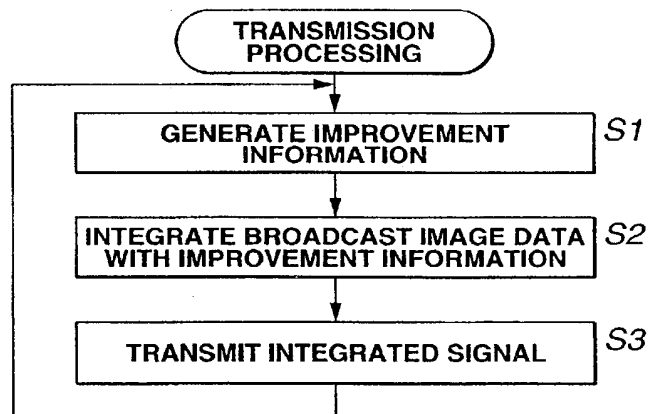 TRANSMISSION
PROCESSING
GENERATE IMPROVEMENT
INFORMATION
S1
INTEGRATE BROADCAST IMAGE DATA
WITH IMPROVEMENT INFORMATION
S2
TRANSMIT INTEGRATED SIGNAL
S3